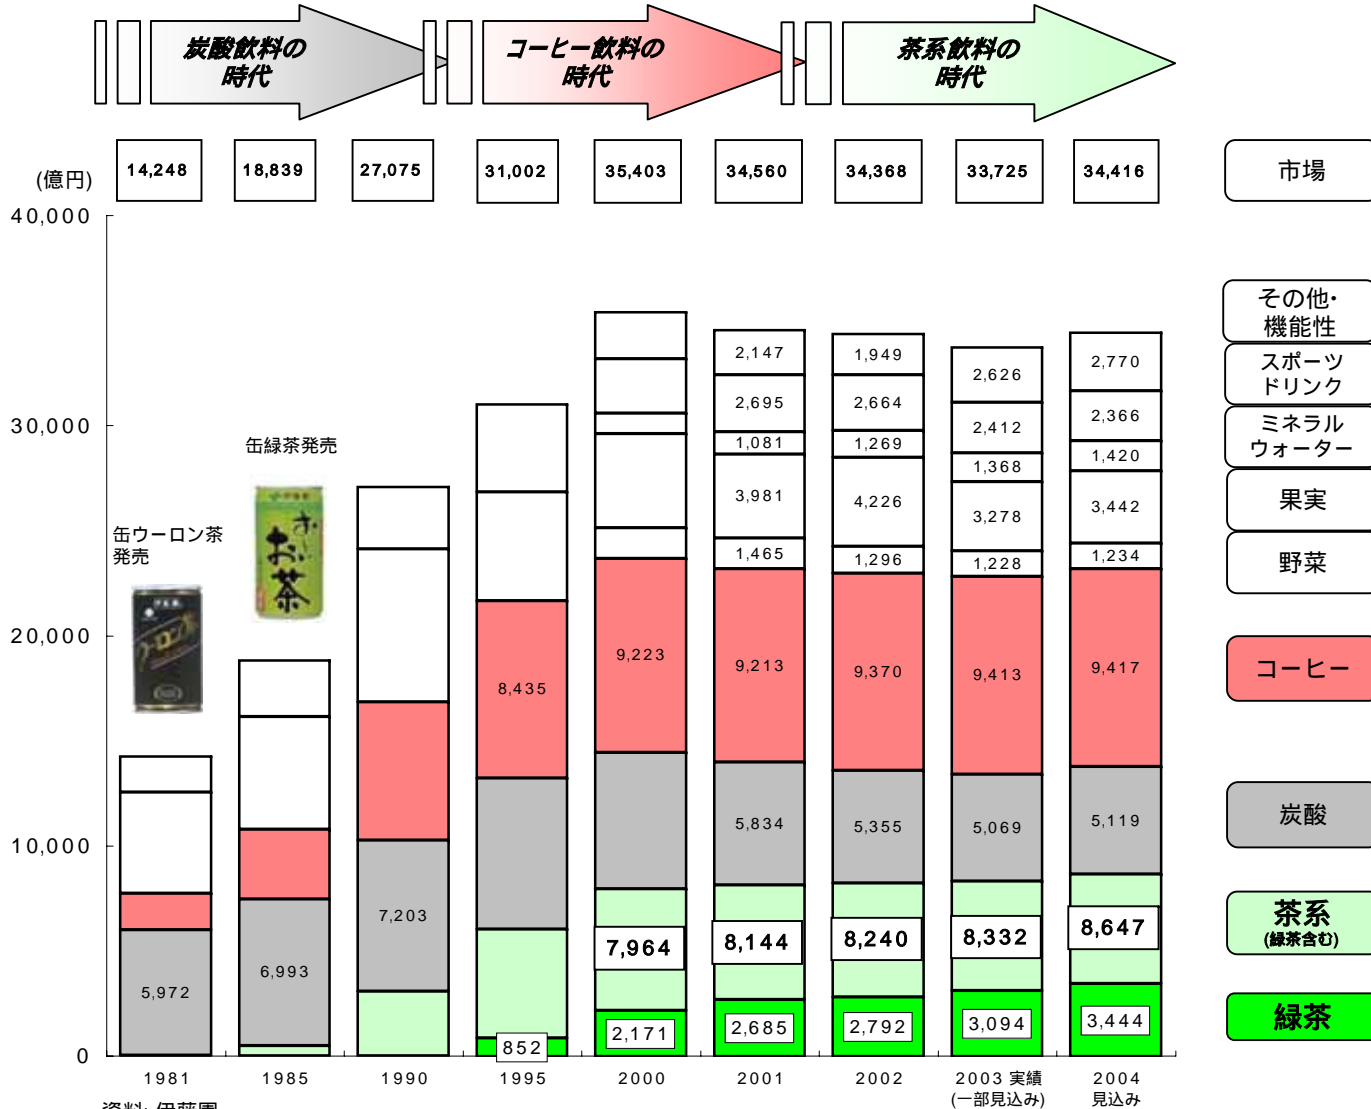 炭酸飲料の
時代
コーヒー飲料の
時代
茶系飲料の
時代
14,248 18,839 27,075 31,002 35,403 34,560 34,368 33,725 34,416 市場
(億円)
40,000
30,000
20,000
10,000
0
缶ウーロン茶
発売
缶緑茶発売
お〜い
お茶
2,147 1,949 2,626 2,770
2,695 2,664 2,412 2,366
1,081 1,269 1,368 1,420
3,981 4,226 3,278 3,442
1,465 1,296 1,228 1,234
8,435 9,223 9,213 9,370 9,413 9,417
5,972 6,993 7,203 5,834 5,355 5,069 5,119
7,964 8,144 8,240 8,332 8,647
852 2,171 2,685 2,792 3,094 3,444
その他・
機能性
スポーツ
ドリンク
ミネラル
ウォーター
果実
野菜
コーヒー
炭酸
茶系
(緑茶含む)
緑茶
1981 1985 1990 1995 2000 2001 2002 2003 実績 2004
(一部見込み) 見込み
資料: 伊藤園